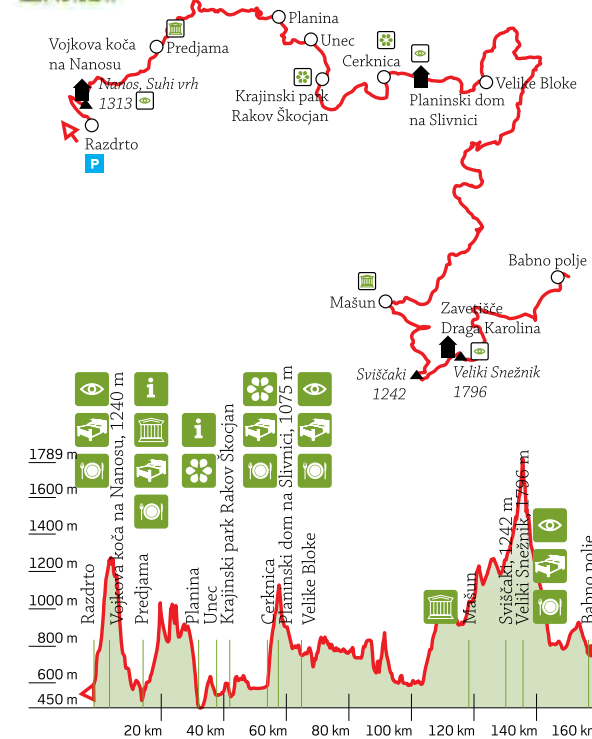 Planina
Unec
Vojkova koča
na Nanosu
Predjama
Cerknica
Nanos, Suhi vrh
1313
Krajinski park
Rakov Škocjan
Planinski dom
na Slivnici
Velike Bloke
Razdrto
P
Babno polje
Mašun
Zavetišče
Draga Karolina
Sviščaki
1242
Veliki Snežnik
1796
1789 m
1600 m
1400 m
1200 m
1000 m
800 m
600 m
450 m
Razdrto
Vojkova koča na Nanosu, 1240 m
Predjama
Planina
Unec
Krajinski park Rakov Škocjan
Cerknica
Planinski dom na Slivnici, 1075 m
Velike Bloke
Mašun
Sviščaki, 1242 m
Veliki Snežnik, 1796 m
Babno polje
i
i
20 km
40 km
60 km
80 km
100 km
120 km
140 km
160 km